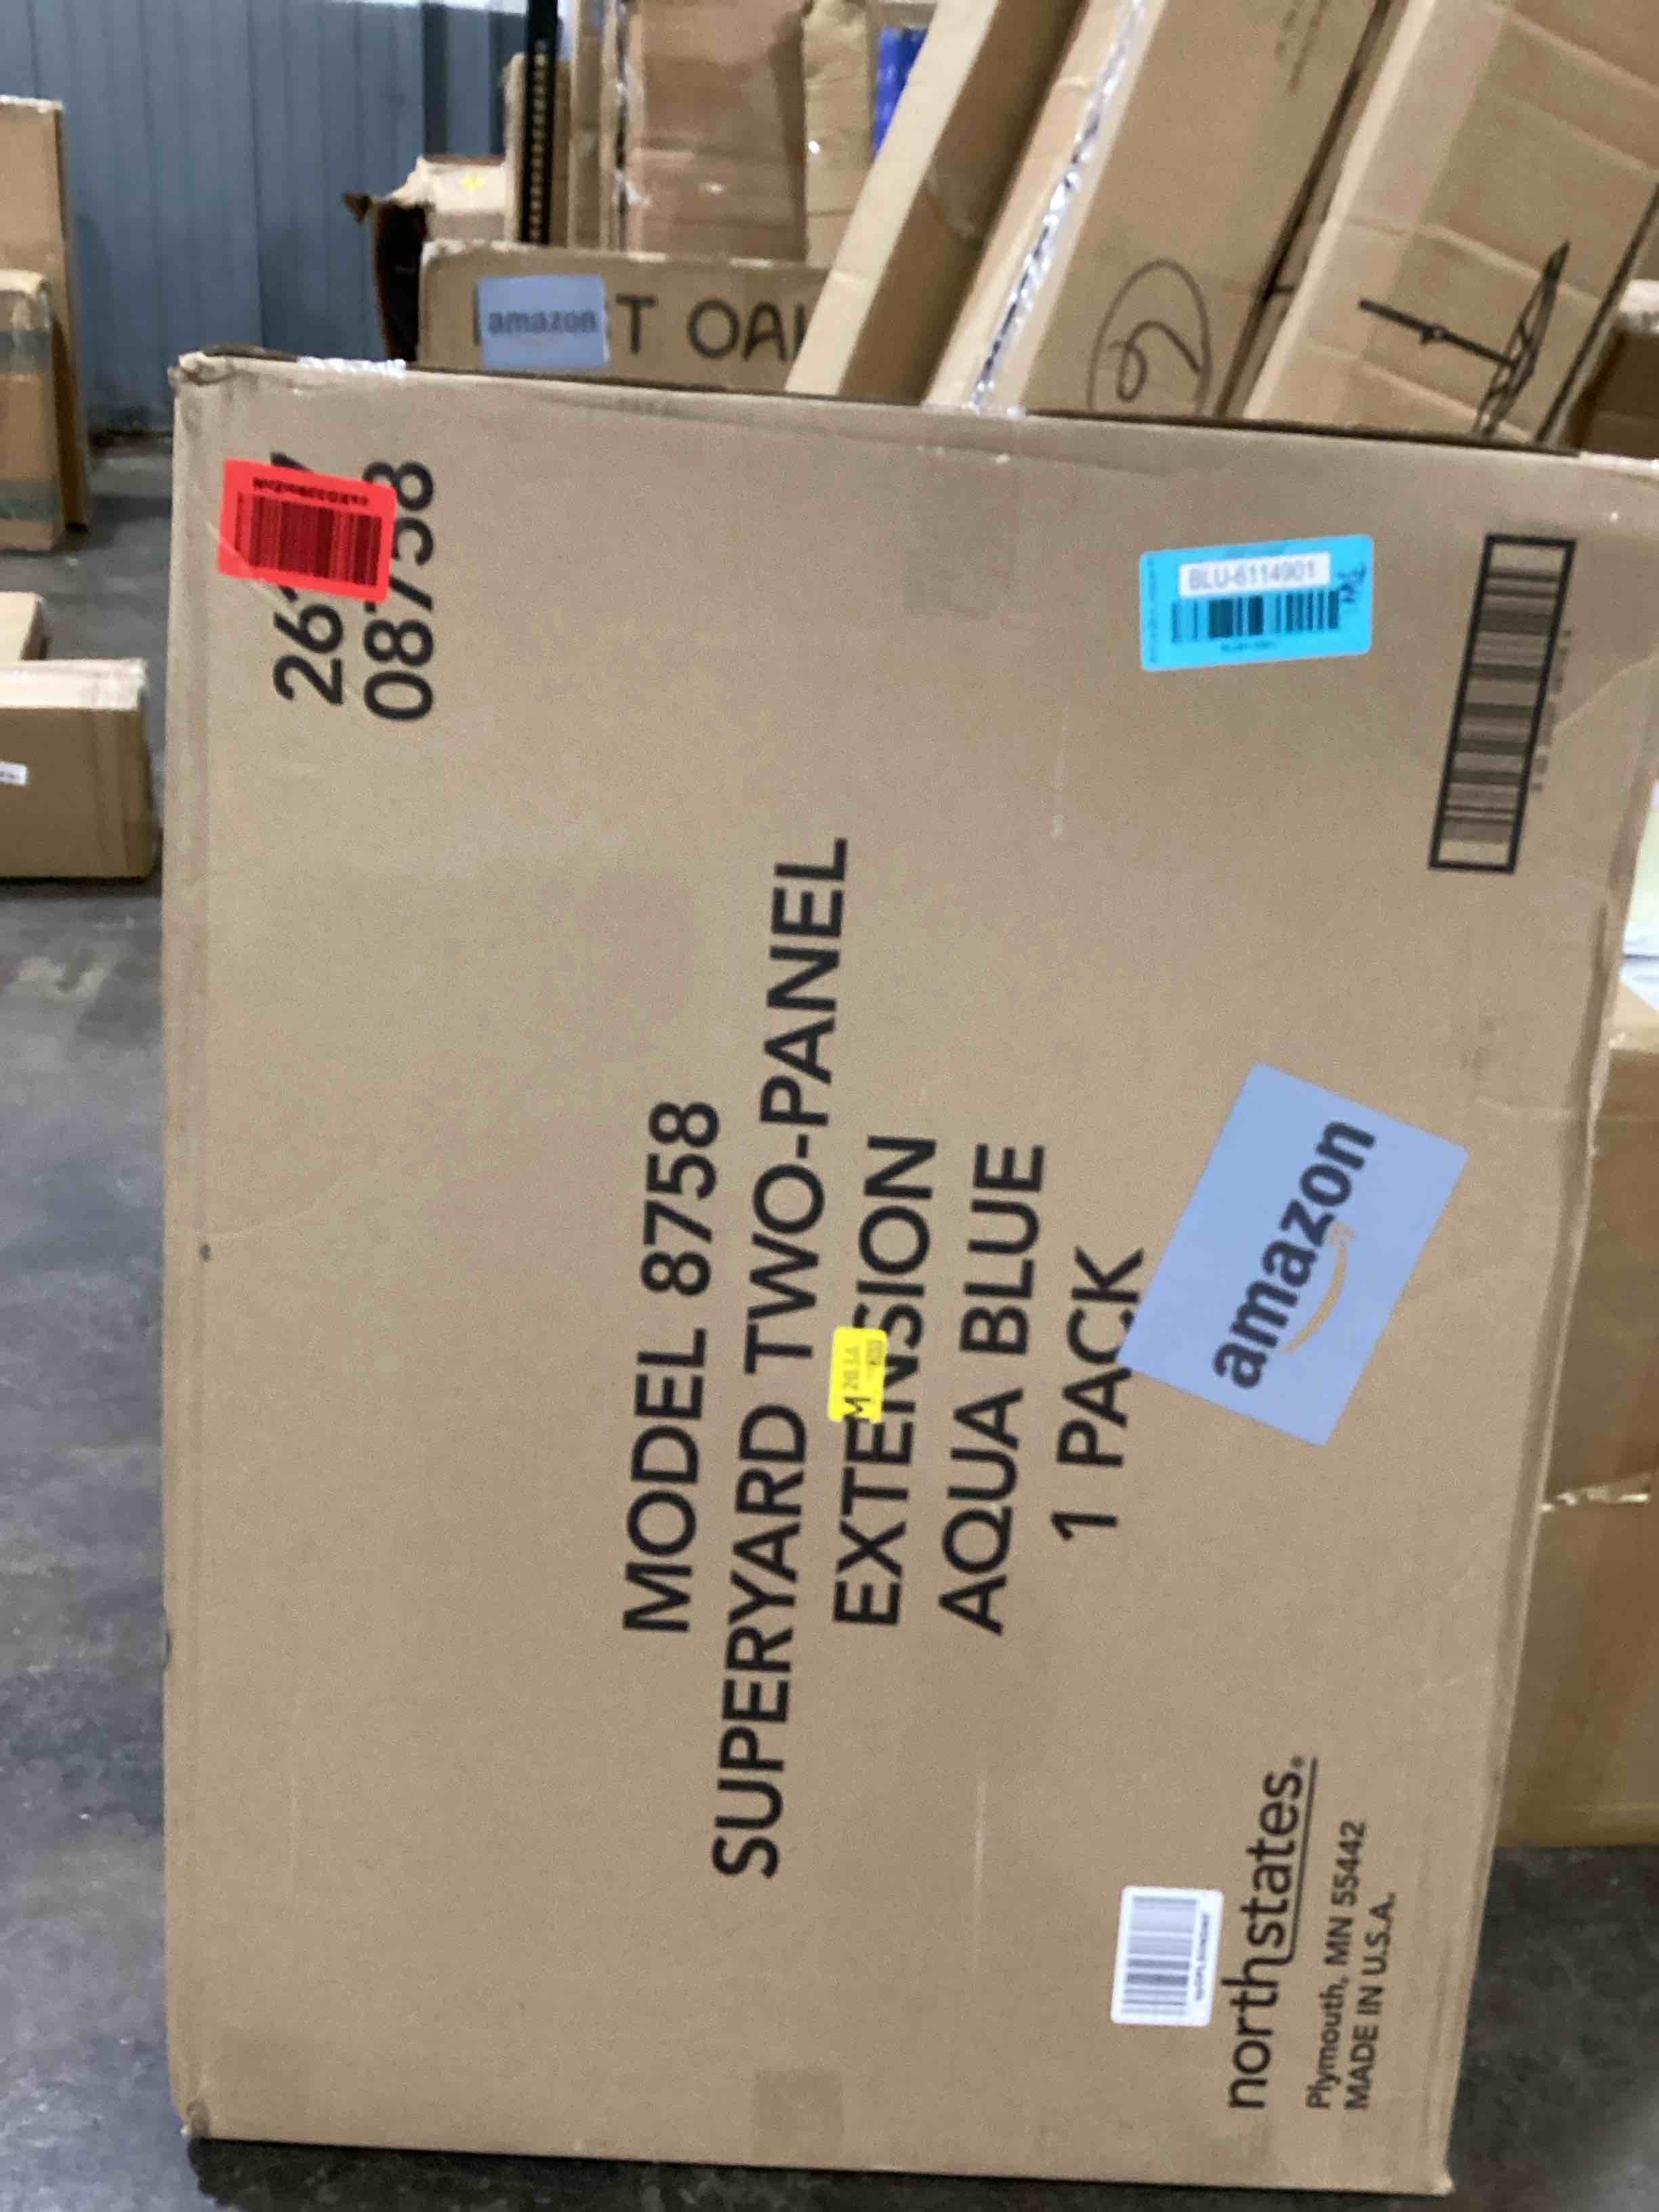 amazon
T OA
26
08758
BLU-6114901
MODEL 8758
SUPERYARD TWO-PANEL
EXTENSION
AQUA BLUE
1 PACK
M
amazon
northstates®
Plymouth, MN 55442
MADE IN U.S.A.